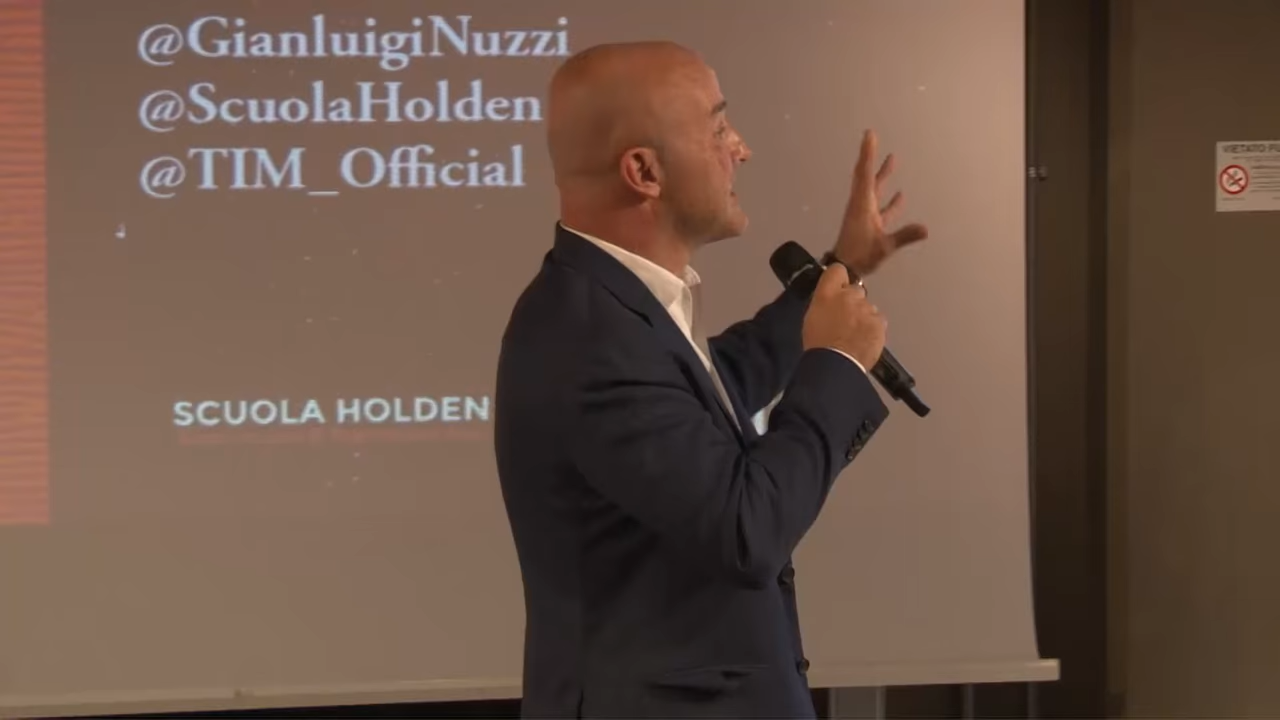 @GianluigiNuzzi
@ScuolaHolden
@TIM_Official
SCUOLA HOLDEN
VIETATO